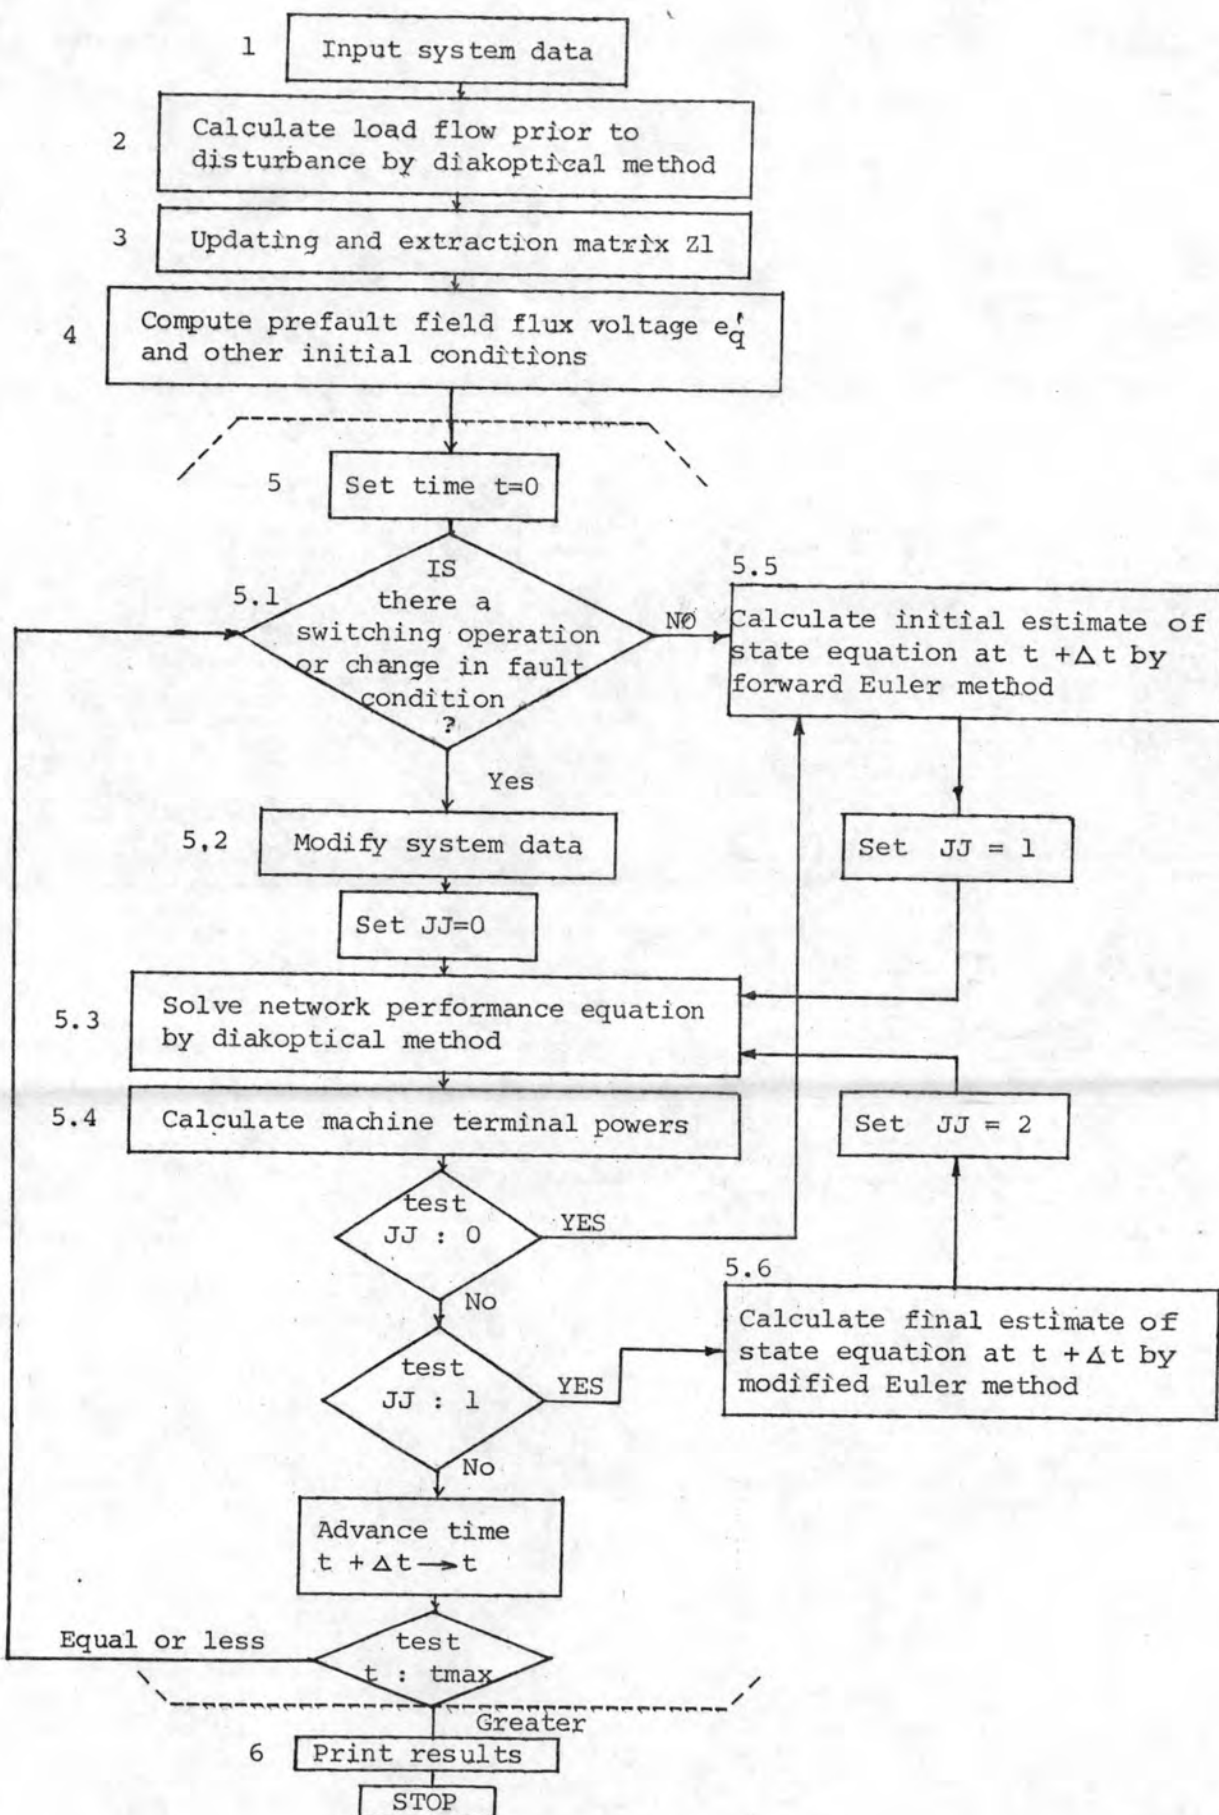 1
Input system data
2
Calculate load flow prior to
disturbance by diakoptical method
3
Updating and extraction matrix Z1
4
Compute prefault field flux voltage e'q
and other initial conditions
5
Set time t=0
5.1
IS
there a
switching operation
or change in fault
condition
?
NO
Yes
5.5
Calculate initial estimate of
state equation at t + Δ t by
forward Euler method
Set JJ = 1
5,2
Modify system data
Set JJ=0
5.3
Solve network performance equation
by diakoptical method
5.4
Calculate machine terminal powers
Set JJ = 2
test
JJ : 0
YES
No
5.6
Calculate final estimate of
state equation at t + Δ t by
modified Euler method
test
JJ : 1
YES
No
Advance time
t + Δ t → t
Equal or less
test
t : tmax
Greater
6
Print results
STOP